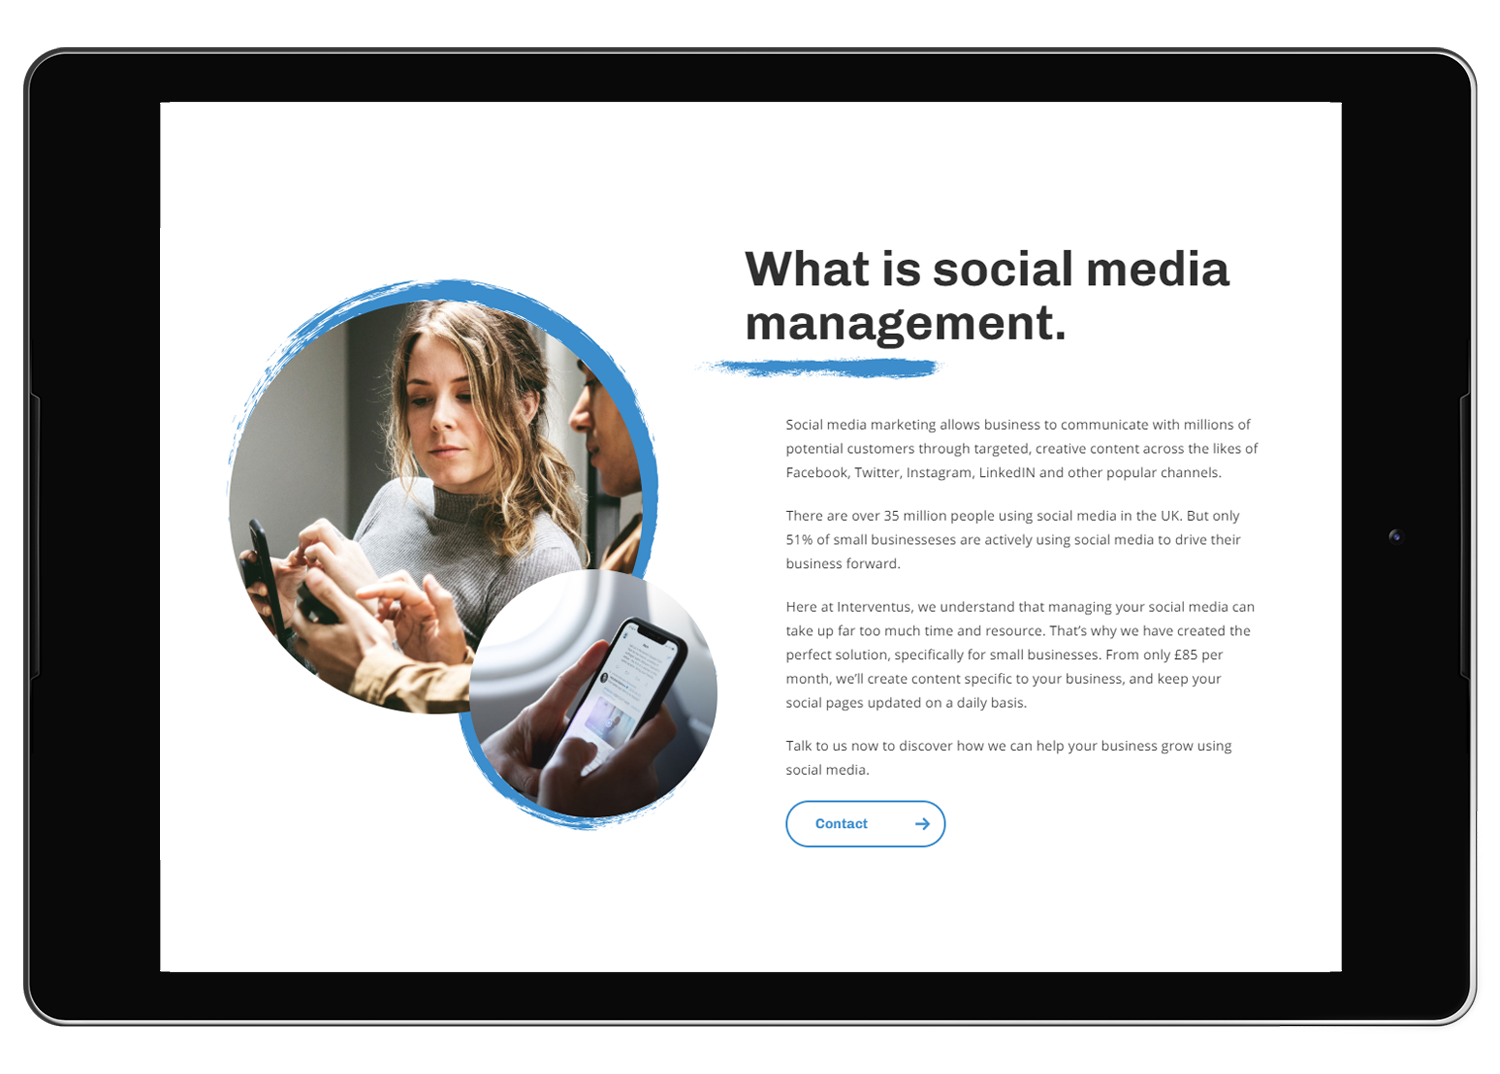 What is social media
management.
Social media marketing allows business to communicate with millions of
potential customers through targeted, creative content across the likes of
Facebook, Twitter, Instagram, LinkedIN and other popular channels.
There are over 35 million people using social media in the UK. But only
51% of small businesseses are actively using social media to drive their
business forward.
Here at Interventus, we understand that managing your social media can
take up far too much time and resource. That's why we have created the
perfect solution, specifically for small businesses. From only £85 per
month, we'll create content specific to your business, and keep your
social pages updated on a daily basis.
Talk to us now to discover how we can help your business grow using
social media.
Contact